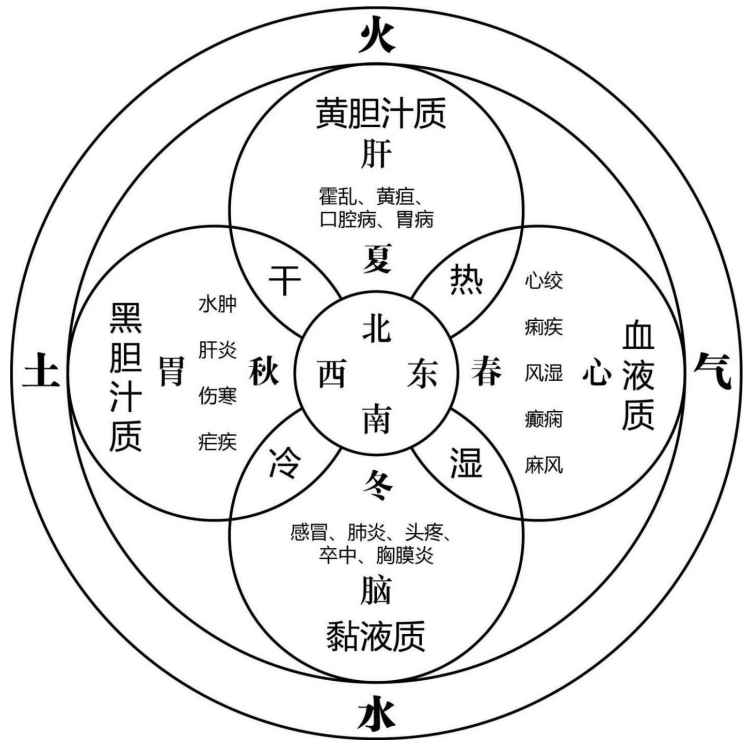 火
黄胆汁质
肝
霍乱、黄疸、
口腔病、胃病
夏
干
热
黑胆汁质
胃
水肿
肝炎
伤寒
疟疾
秋
土
北
西
东
南
春
心绞
痢疾
风湿
癫痫
麻风
心
血液质
气
冷
湿
冬
感冒、肺炎、头疼、
卒中、胸膜炎
脑
黏液质
水